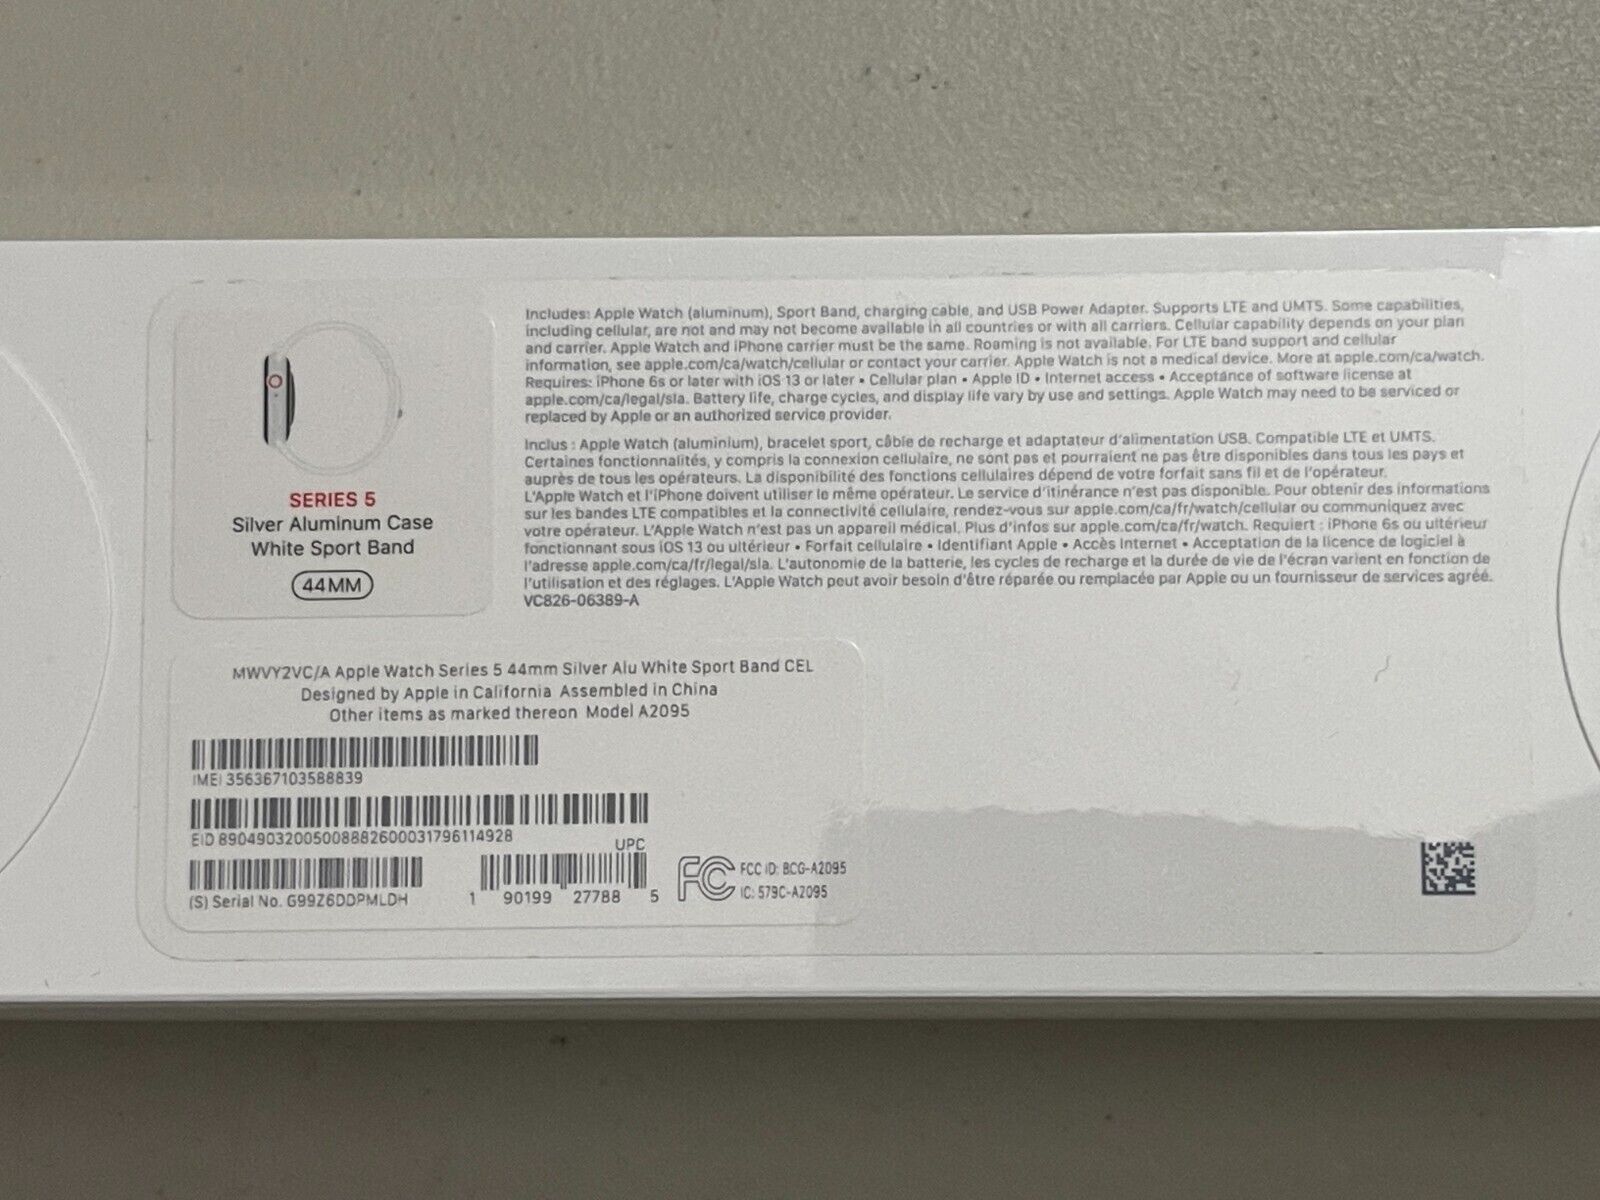 SERIES 5
Silver Aluminum Case
White Sport Band
44MM
Includes: Apple Watch (aluminum), Sport Band, charging cable, and USB Power Adapter. Supports LTE and UMTS. Some capabilities,
including cellular, are not and may not become available in all countries or with all carriers. Cellular capability depends on your plan
and carrier. Apple Watch and iPhone carrier must be the same. Roaming is not available. For LTE band support and cellular
information, see apple.com/ca/watch/cellular or contact your carrier. Apple Watch is not a medical device. More at apple.com/ca/watch.
Requires: iPhone 6s or later with iOS 13 or later • Cellular plan • Apple ID • Internet access • Acceptance of software license at
apple.com/ca/legal/sla. Battery life, charge cycles, and display life vary by use and settings. Apple Watch may need to be serviced or
replaced by Apple or an authorized service provider.
Inclus : Apple Watch (aluminium), bracelet sport, câble de recharge et adaptateur d'alimentation USB. Compatible LTE et UMTS.
Certaines fonctionnalités, y compris la connexion cellulaire, ne sont pas et pourraient ne pas être disponibles dans tous les pays et
auprès de tous les opérateurs. La disponibilité des fonctions cellulaires dépend de votre forfait sans fil et de l'opérateur.
L'Apple Watch et l'iPhone doivent utiliser le même opérateur. Le service d'itinérance n'est pas disponible. Pour obtenir des informations
sur les bandes LTE compatibles et la connectivité cellulaire, rendez-vous sur apple.com/ca/fr/watch/cellular ou communiquez avec
votre opérateur. L'Apple Watch n'est pas un appareil médical. Plus d'infos sur apple.com/ca/fr/watch. Requiert : iPhone 6s ou ultérieur
fonctionnant sous iOS 13 ou ultérieur • Forfait cellulaire • Identifiant Apple • Accès Internet • Acceptation de la licence de logiciel à
l'adresse apple.com/ca/fr/legal/sla. L'autonomie de la batterie, les cycles de recharge et la durée de vie de l'écran varient en fonction de
l'utilisation et des réglages. L'Apple Watch peut avoir besoin d'être réparée ou remplacée par Apple ou un fournisseur de services agréé.
VC826-06389-A
MWVY2VC/A Apple Watch Series 5 44mm Silver Alu White Sport Band CEL
Designed by Apple in California Assembled in China
Other items as marked thereon Model A2095
IMEI 356367103588839
EID 89049032005008882600031796114928
UPC
(S) Serial No. G99Z6DDPMLDH
1 90199 27788 5
FC FCC ID: BCG-A2095
IC: 579C-A2095